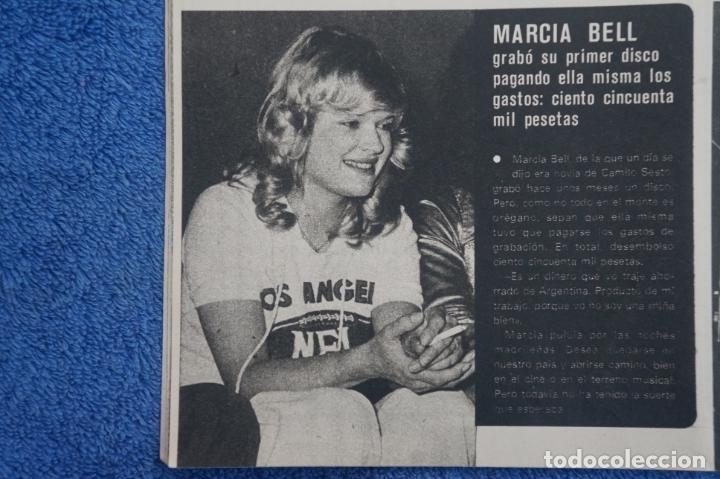 MARCIA BELL
grabó su primer disco
pagando ella misma los
gastos: ciento cincuenta
mil pesetas
● Marcia Bell, de la que un día se
dijo era novia de Camilo Sesto,
grabó hace unos meses un disco.
Pero, como no todo en el monte es
orégano, sepan que ella misma
tuvo que pagarse los gastos de
grabación. En total, desembolsó
ciento cincuenta mil pesetas.
—Es un dinero que yo traje aho-
rrado de Argentina. Producto de mi
trabajo, porque yo no soy una «niña
bien».
Marcia pulula por las noches
madrileñas. Desea quedarse en
nuestro país y abrirse camino, bien
en el cine o en el terreno musical.
Pero todavía no ha tenido la suerte
que esperaba.
OS ANGEL
todocoleccion.net